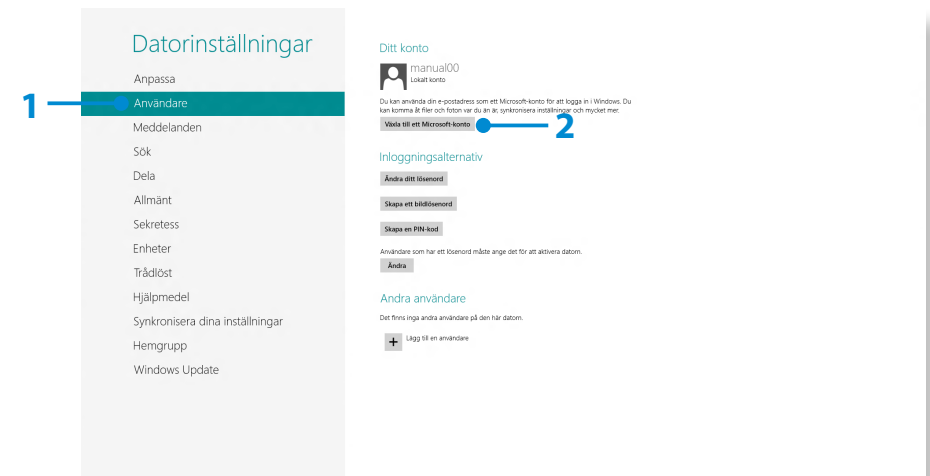 Datorinställningar
Anpassa
1
Användare
Meddelanden
Sök
Dela
Allmänt
Sekretess
Enheter
Trådlöst
Hjälpmedel
Synkronisera dina inställningar
Hemgrupp
Windows Update
Ditt konto
manual00
Lokalt konto
Du kan använda din e-postadress som ett Microsoft-konto för att logga in i Windows. Du
kan komma åt filer och foton var du än är, synkronisera inställningar och mycket mer.
Växla till ett Microsoft-konto
2
Inloggningsalternativ
Ändra ditt lösenord
Skapa ett bildlösenord
Skapa en PIN-kod
Användare som har ett lösenord måste ange det för att aktivera datorn.
Ändra
Andra användare
Det finns inga andra användare på den här datorn.
Lägg till en användare